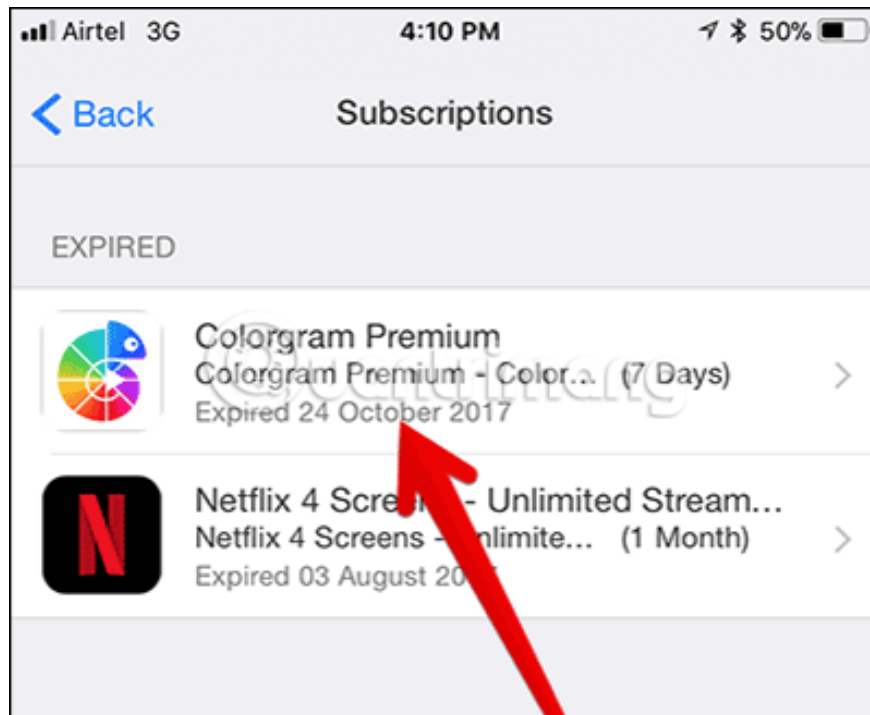 Airtel 3G 4:10 PM 50%
Back Subscriptions
EXPIRED
Colorgram Premium
Colorgram Premium - Color... (7 Days)
Expired 24 October 2017
N
Netflix 4 Screens - Unlimited Stream...
Netflix 4 Screens - Unlimite... (1 Month)
Expired 03 August
@uantrimang